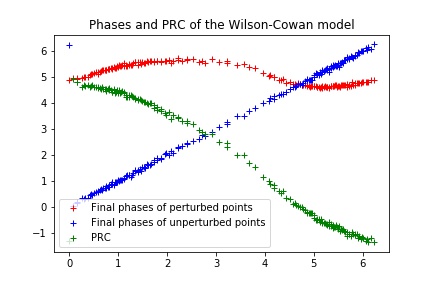 Phases and PRC of the Wilson-Cowan model
6
5
4
3
2
1
0
−1
Final phases of perturbed points
Final phases of unperturbed points
PRC
0 1 2 3 4 5 6